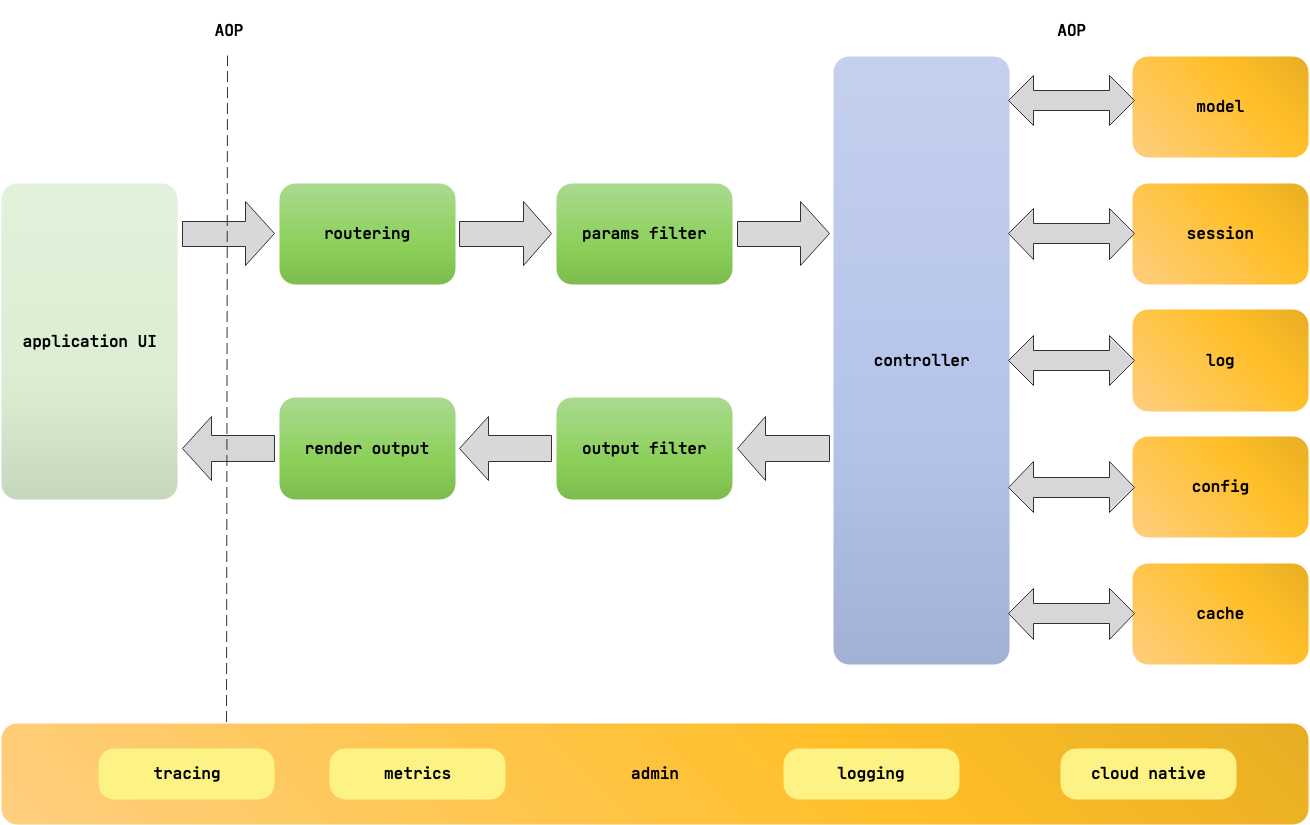 AOP
AOP
model
routering
params filter
session
application UI
controller
log
render output
output filter
config
cache
tracing
metrics
admin
logging
cloud native